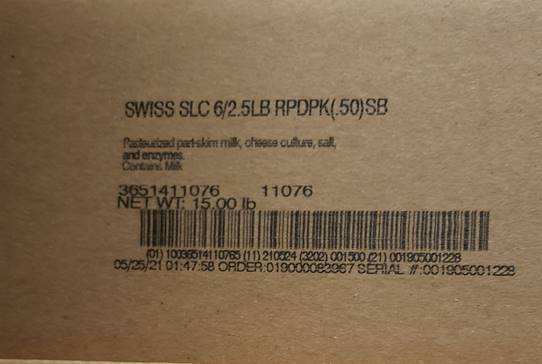 SWISS SLC 6/2.5LB RPDPK(.50)SB
Pasteurized part-skim milk, cheese culture, salt,
and enzymes.
Contains Milk
3651411076 11076
NET WT: 15.00 lb
(01) 10036514110765 (11) 210524 (3202) 001500 (21) 001905001228
05/25/21 01:47:58 ORDER:019000083967 SERIAL #:001905001228